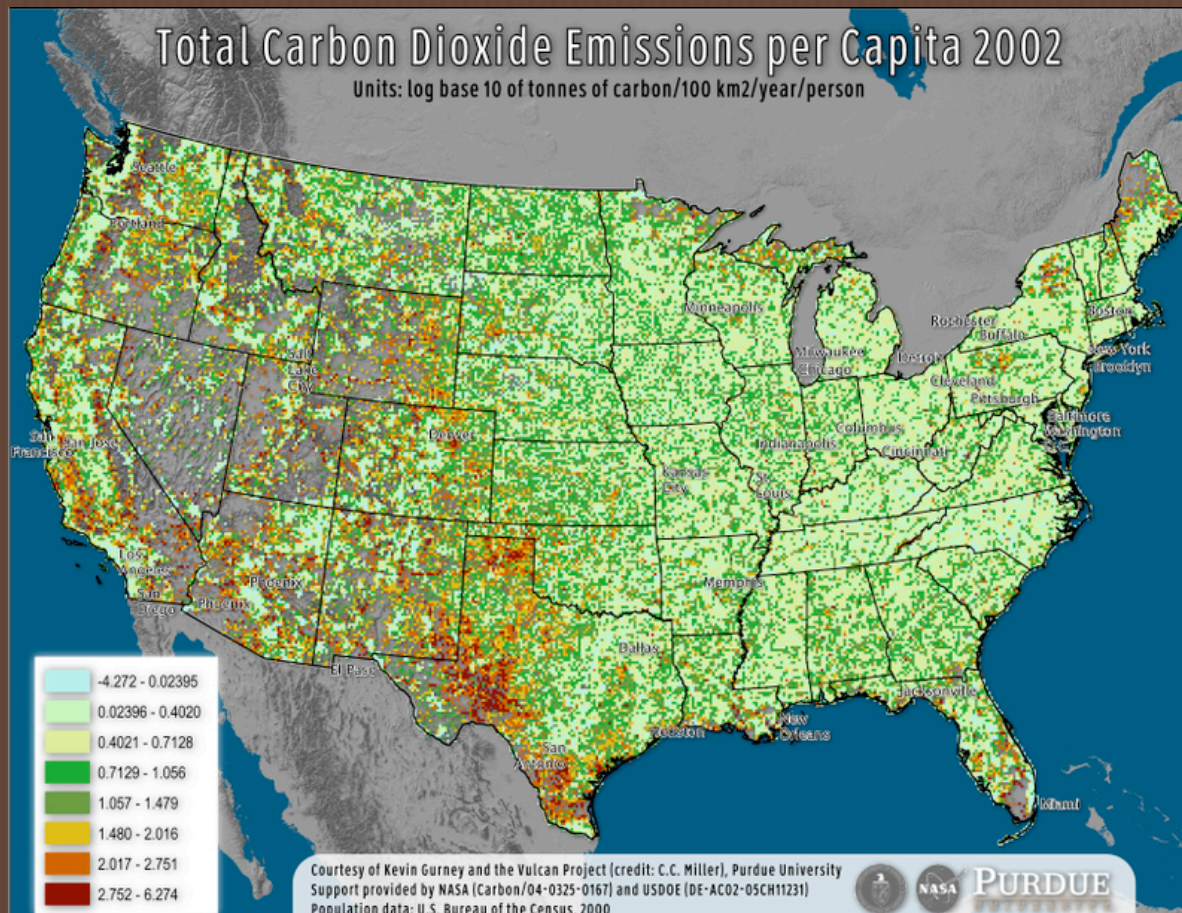 Total Carbon Dioxide Emissions per Capita 2002
Units: log base 10 of tonnes of carbon/100 km2/year/person
Seattle
Portland
Minneapolis
Rochester
Buffalo
Boston
Milwaukee
Chicago
Detroit
New York
Brooklyn
Salt
Lake
City
Cleveland
Pittsburgh
Baltimore
Washington
Denver
Columbus
Indianapolis
Cincinnati
San
Francisco
San Jose
Kansas
City
St.
Louis
Los
Angeles
Phoenix
Memphis
San
Diego
Phoenix
Dallas
El Paso
Jacksonville
New
Orleans
Houston
San
Antonio
Miami
-4.272 - 0.02395
0.02396 - 0.4020
0.4021 - 0.7128
0.7129 - 1.056
1.057 - 1.479
1.480 - 2.016
2.017 - 2.751
2.752 - 6.274
Courtesy of Kevin Gurney and the Vulcan Project (credit: C.C. Miller), Purdue University
Support provided by NASA (Carbon/04-0325-0167) and USDOE (DE-AC02-05CH11231)
Population data: U.S. Bureau of the Census, 2000
NASA
PURDUE